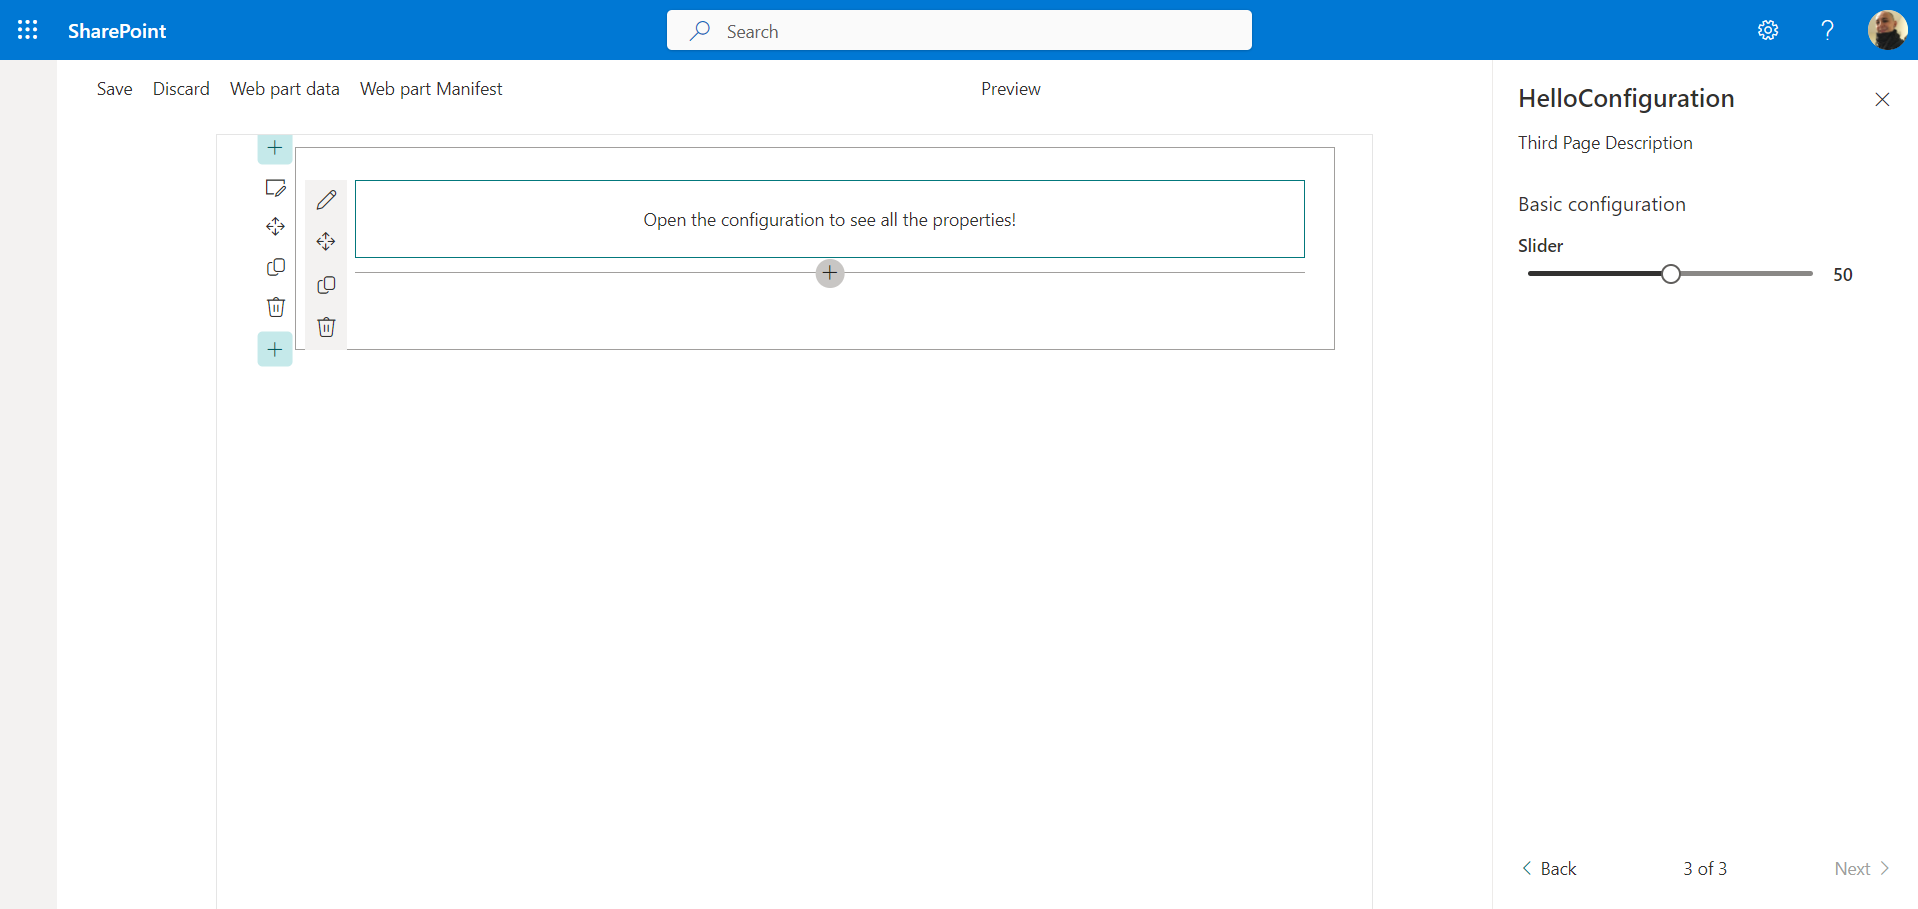 SharePoint
Search
Save Discard Web part data Web part Manifest Preview
HelloConfiguration
Third Page Description
Basic configuration
Slider
50
Open the configuration to see all the properties!
Back 3 of 3 Next